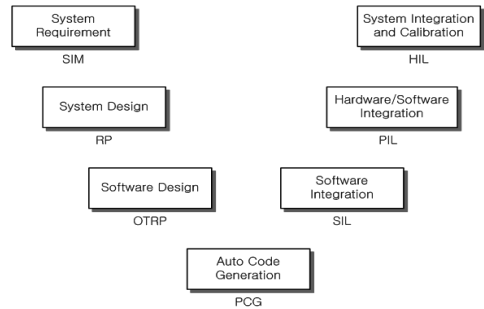 System
Requirement
SIM
System Integration
and Calibration
HIL
System Design
RP
Hardware/Software
Integration
PIL
Software Design
OTRP
Software
Integration
SIL
Auto Code
Generation
PCG